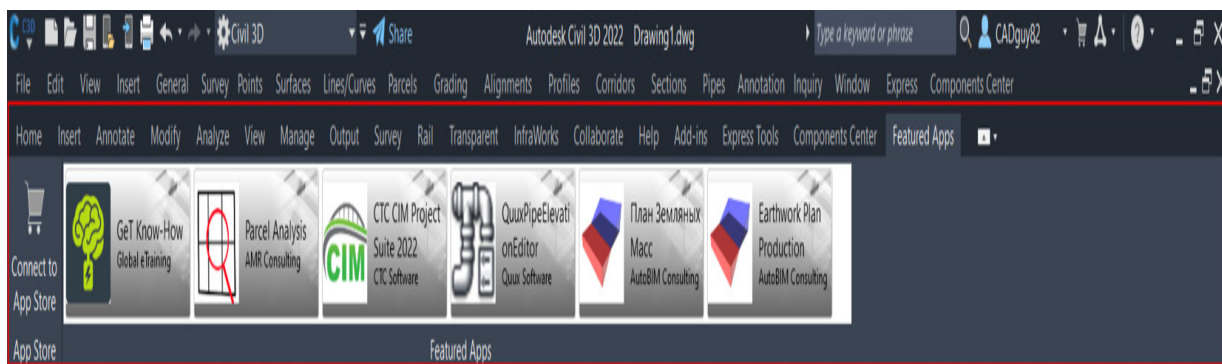 C3D Civil 3D Share Autodesk Civil 3D 2022 Drawing1.dwg Type a keyword or phrase CADguy82
File Edit View Insert General Survey Points Surfaces Lines/Curves Parcels Grading Alignments Profiles Corridors Sections Pipes Annotation Inquiry Window Express Components Center
Home Insert Annotate Modify Analyze View Manage Output Survey Rail Transparent InfraWorks Collaborate Help Add-ins Express Tools Components Center Featured Apps
Connect to
App Store
GeT Know-How
Global eTraining
Parcel Analysis
AMR Consulting
CIM
CTC CIM Project
Suite 2022
CTC Software
QuuxPipeElevati
onEditor
Quux Software
План Земляных
Масс
AutoBIM Consulting
Earthwork Plan
Production
AutoBIM Consulting
App Store Featured Apps